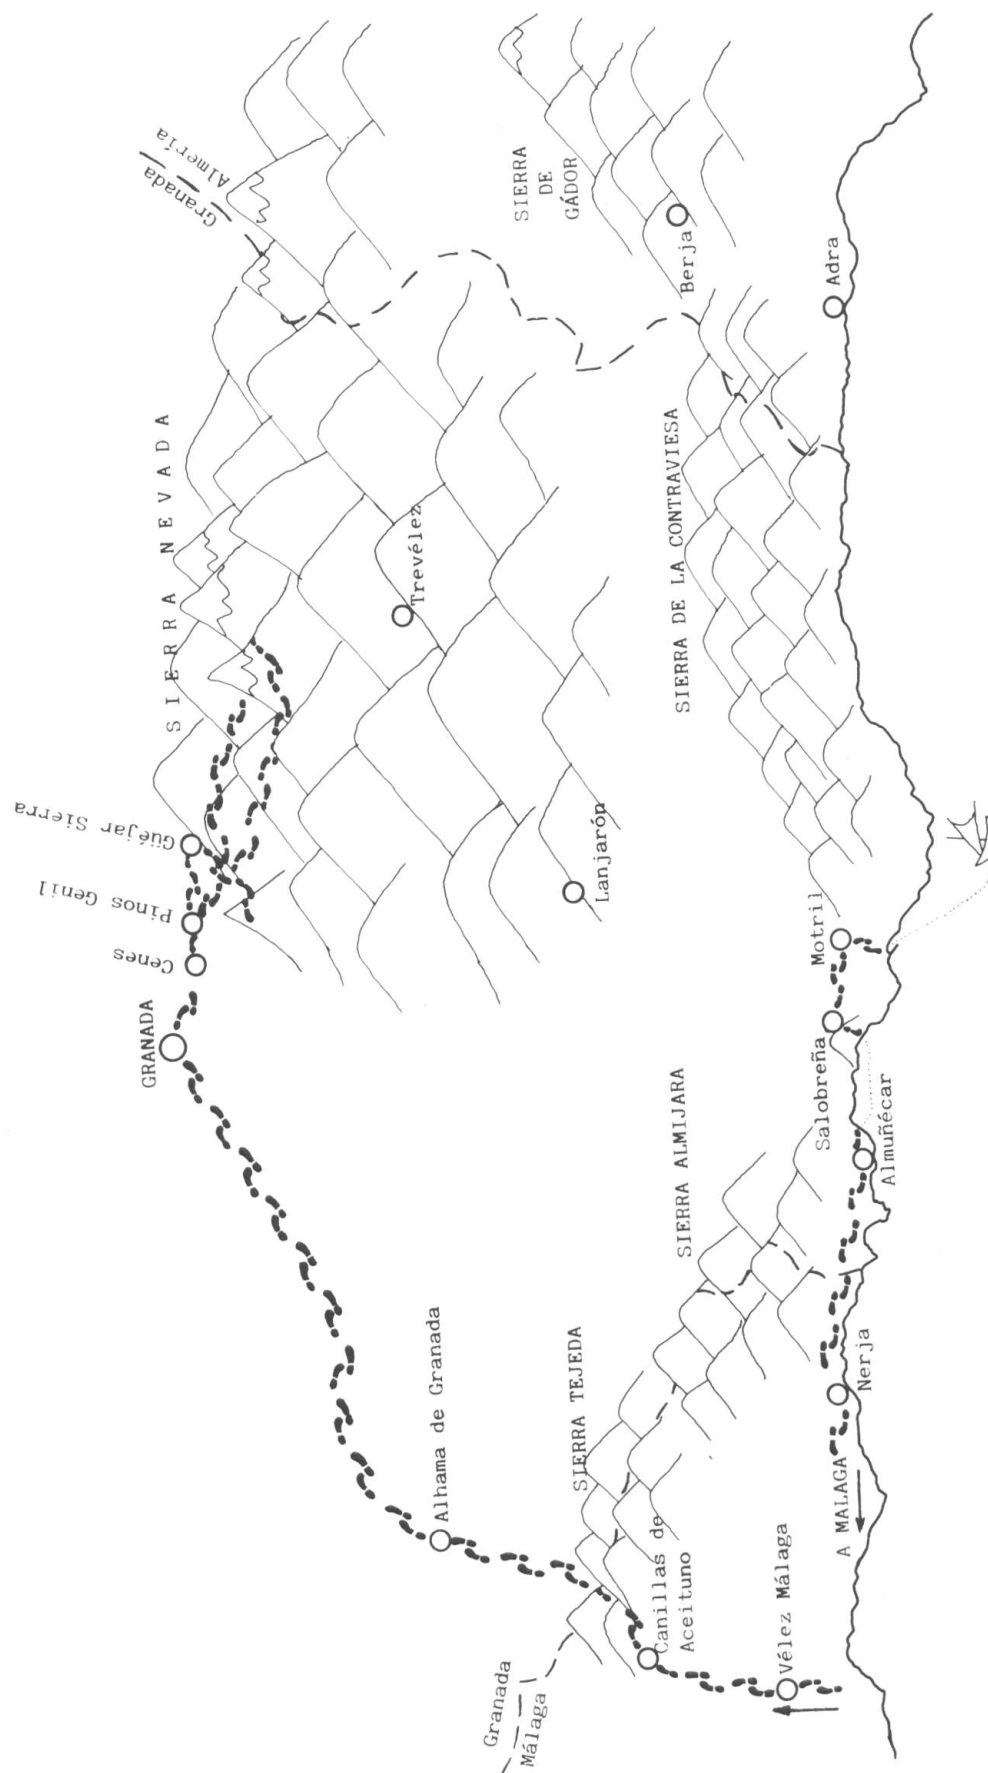 Granada
Almería
SIERRA NEVADA
SIERRA
DE
GÁDOR
Berja
Adra
Trevélez
SIERRA DE LA CONTRAVIESA
Güéjar Sierra
Pinos Genil
Cenes
GRANADA
Lanjarón
Motril
Salobreña
Almuñécar
SIERRA ALMIJARA
SIERRA TEJEDA
Nerja
A MALAGA
Alhama de Granada
Canillas de
Aceituno
Vélez Málaga
Granada
Málaga